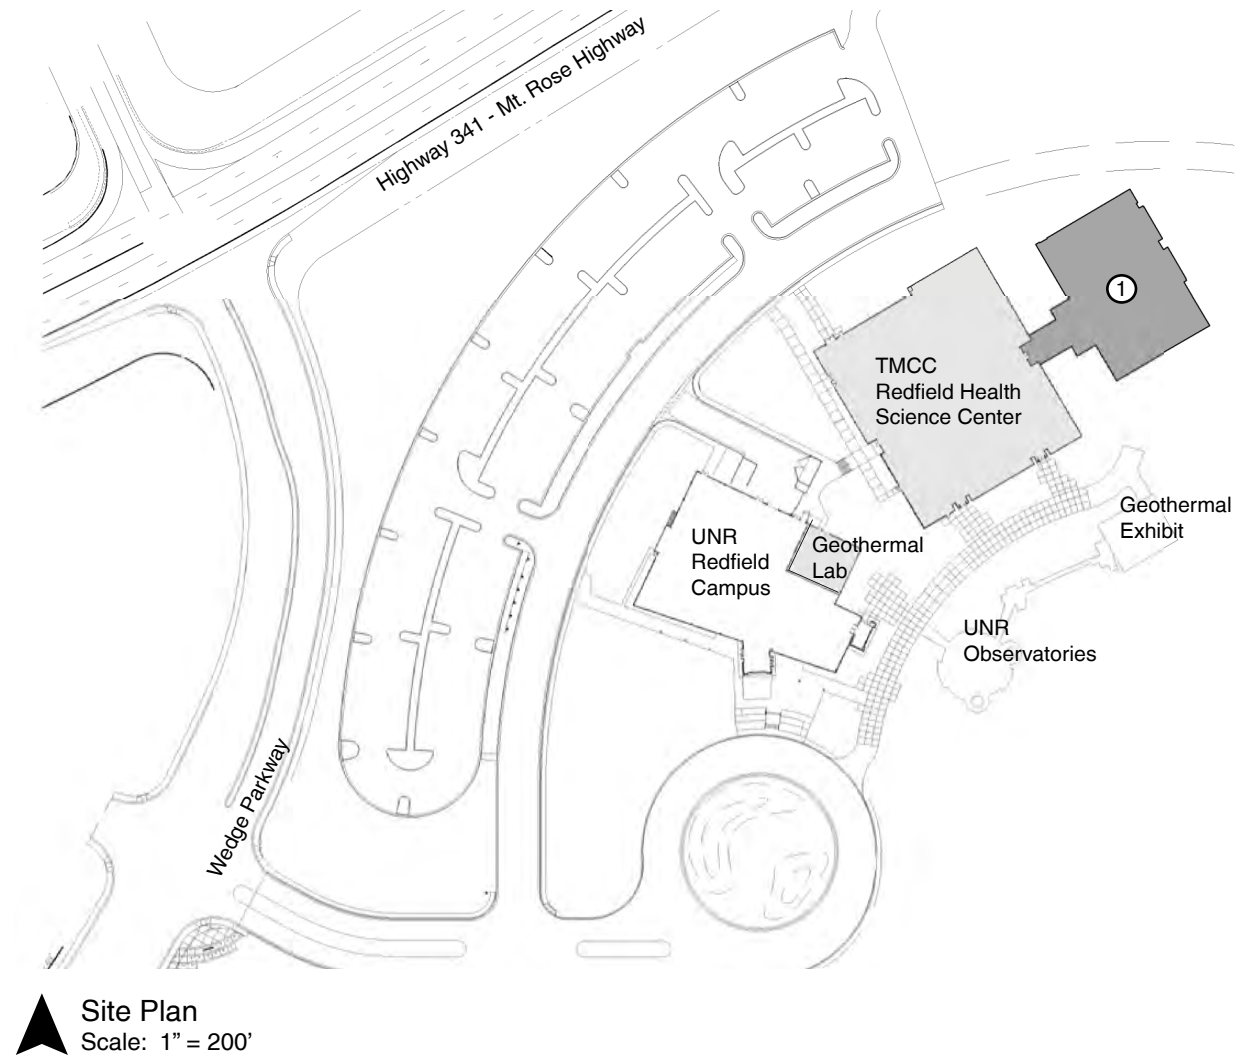 Highway 341 - Mt. Rose Highway
1
TMCC
Redfield Health
Science Center
Geothermal
Exhibit
UNR
Redfield
Campus
Geothermal
Lab
UNR
Observatories
Wedge Parkway
Site Plan
Scale: 1” = 200’